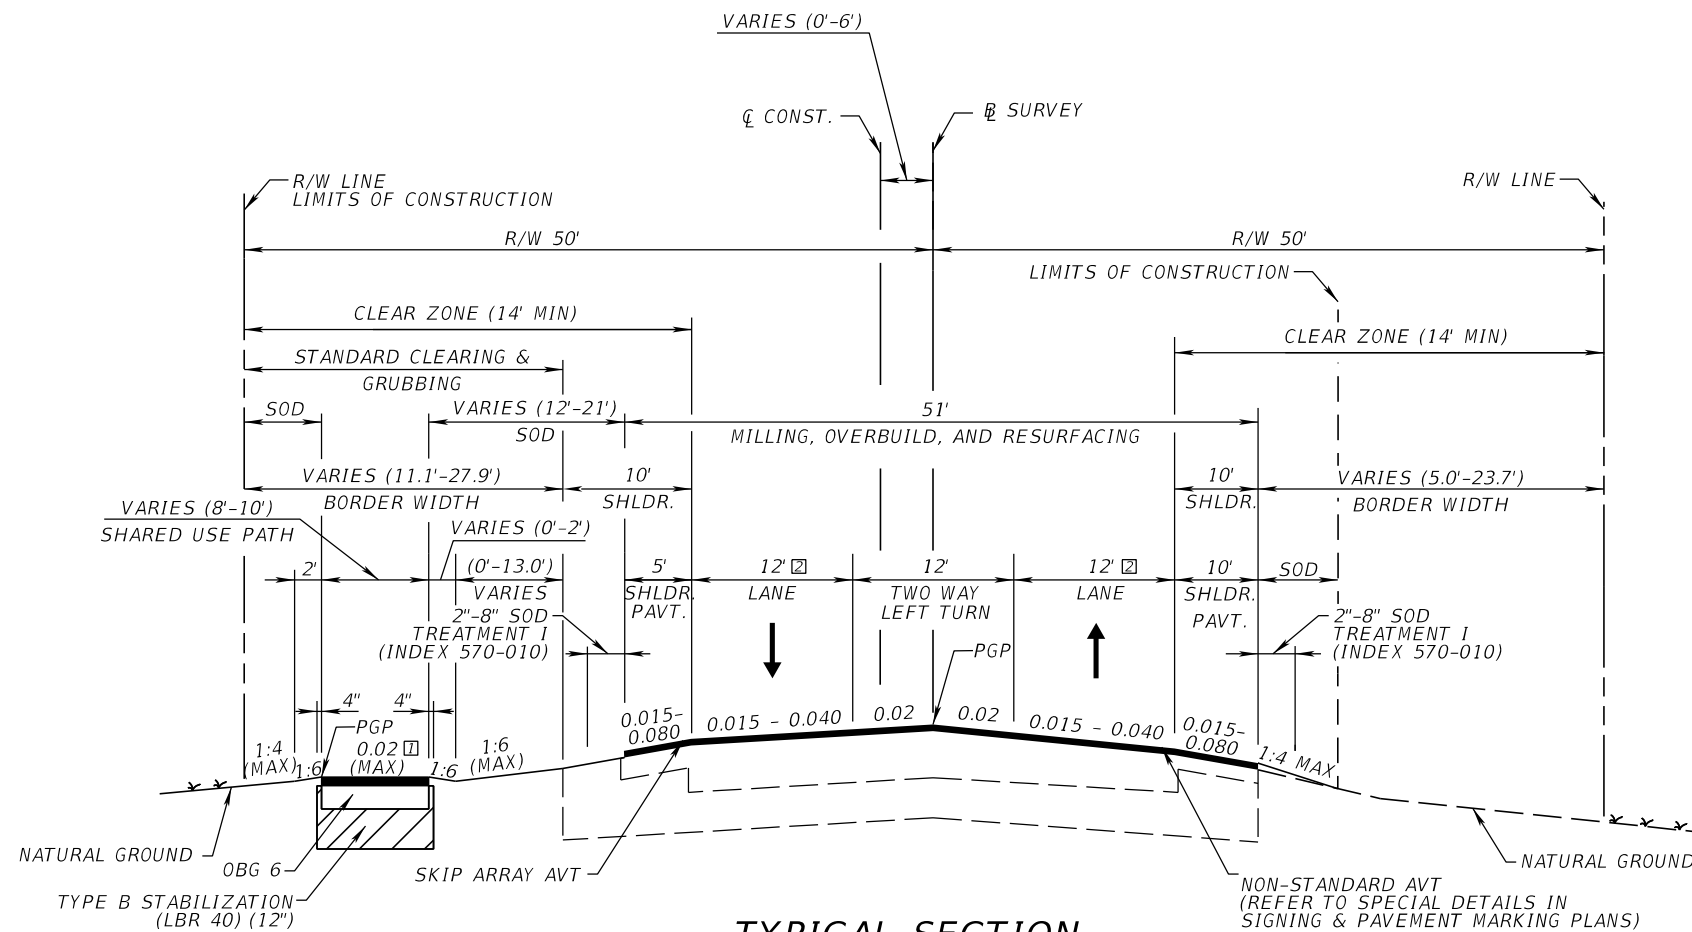 VARIES (0'-6')
℄ CONST.
BL SURVEY
R/W LINE
LIMITS OF CONSTRUCTION
R/W LINE
R/W 50'
R/W 50'
LIMITS OF CONSTRUCTION
CLEAR ZONE (14' MIN)
CLEAR ZONE (14' MIN)
STANDARD CLEARING &
GRUBBING
SOD
VARIES (12'-21')
SOD
51'
MILLING, OVERBUILD, AND RESURFACING
VARIES (11.1'-27.9')
BORDER WIDTH
10'
SHLDR.
10'
SHLDR.
VARIES (5.0'-23.7')
BORDER WIDTH
VARIES (8'-10')
SHARED USE PATH
VARIES (0'-2')
2'
(0'-13.0')
VARIES
5'
SHLDR.
PAVT.
12' 2
LANE
12'
TWO WAY
LEFT TURN
12' 2
LANE
10'
SHLDR.
PAVT.
SOD
2"-8" SOD
TREATMENT I
(INDEX 570-010)
2"-8" SOD
TREATMENT I
(INDEX 570-010)
PGP
4"
4"
PGP
1:4
(MAX)
1:6
0.02 1
(MAX)
1:6
1:6
(MAX)
0.015-
0.080
0.015 - 0.040
0.02
0.02
0.015 - 0.040
0.015-
0.080
1:4 MAX
NATURAL GROUND
OBG 6
TYPE B STABILIZATION
(LBR 40) (12")
SKIP ARRAY AVT
NON-STANDARD AVT
(REFER TO SPECIAL DETAILS IN
SIGNING & PAVEMENT MARKING PLANS)
NATURAL GROUND
TYPICAL SECTION